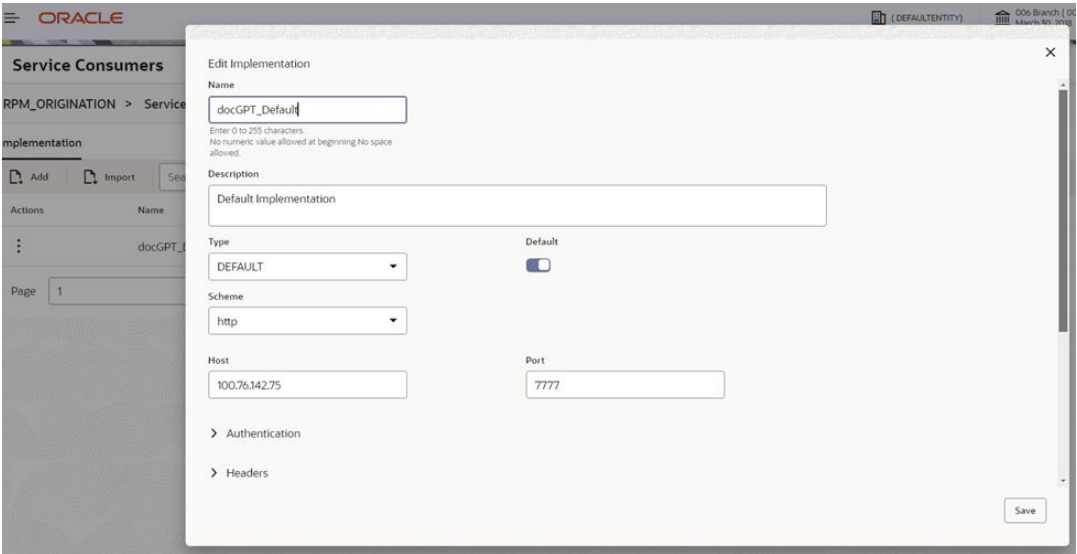 ORACLE
( DEFAULTENTITY)
006 Branch ( 00
March 30, 2018
Service Consumers
RPM_ORIGINATION > Service
mplementation
Add
Import
Sea
Actions
Name
docGPT_D
Page
1
Edit Implementation
Name
docGPT_Default
Enter 0 to 255 characters.
No numeric value allowed at beginning.No space
allowed.
Description
Default Implementation
Type
Default
DEFAULT
Scheme
http
Host
Port
100.76.142.75
7777
Authentication
Headers
Save